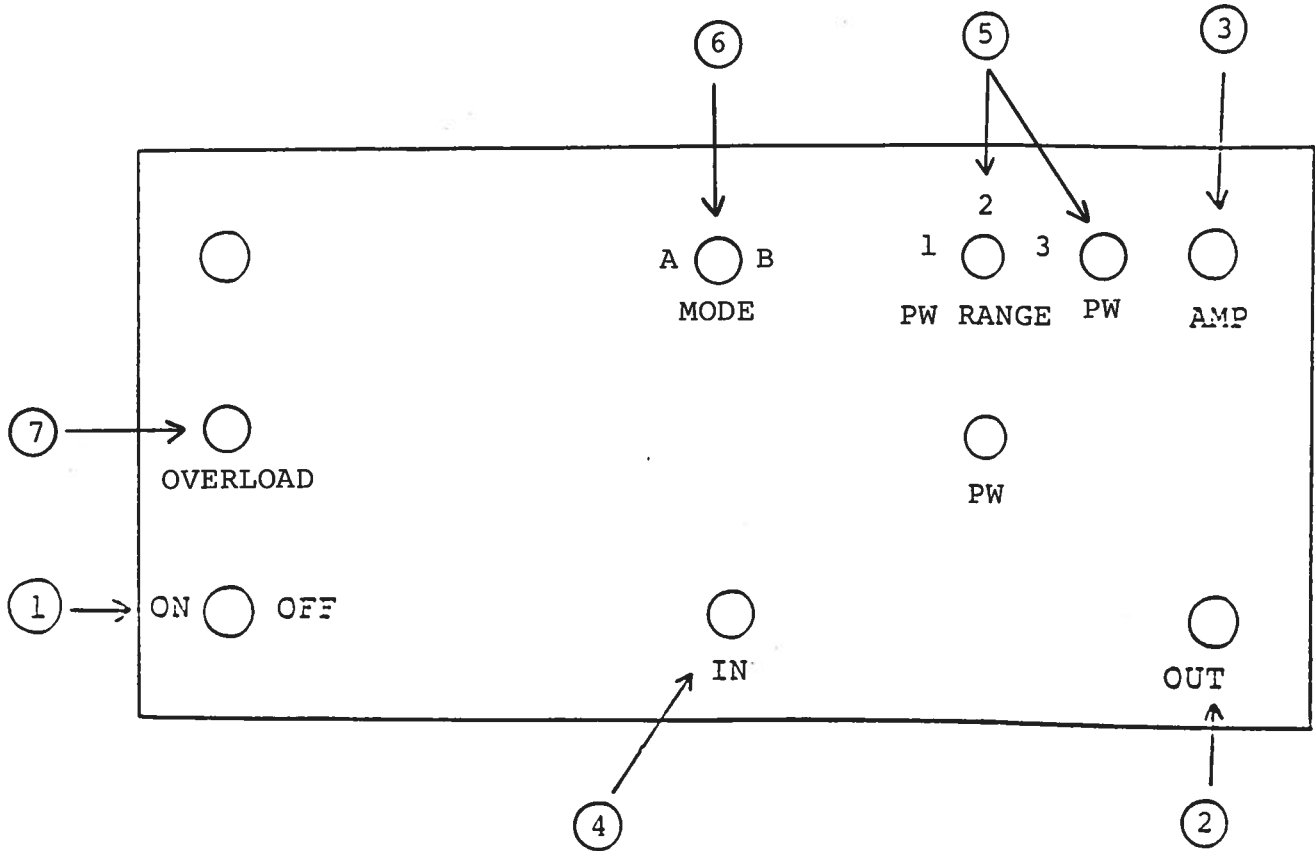 6 5 3
2
A B 1 3
MODE PW RANGE PW AMP
7
OVERLOAD
PW
1 ON OFF
IN
OUT
4 2